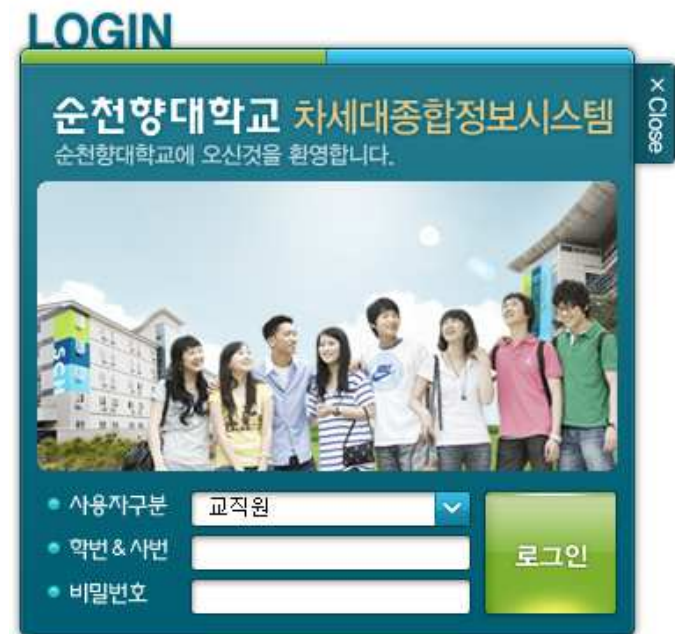 LOGIN
× Close
순천향대학교 차세대종합정보시스템
순천향대학교에 오신것을 환영합니다.
SCH
사용자구분 교직원
학번 & 사번
로그인
비밀번호